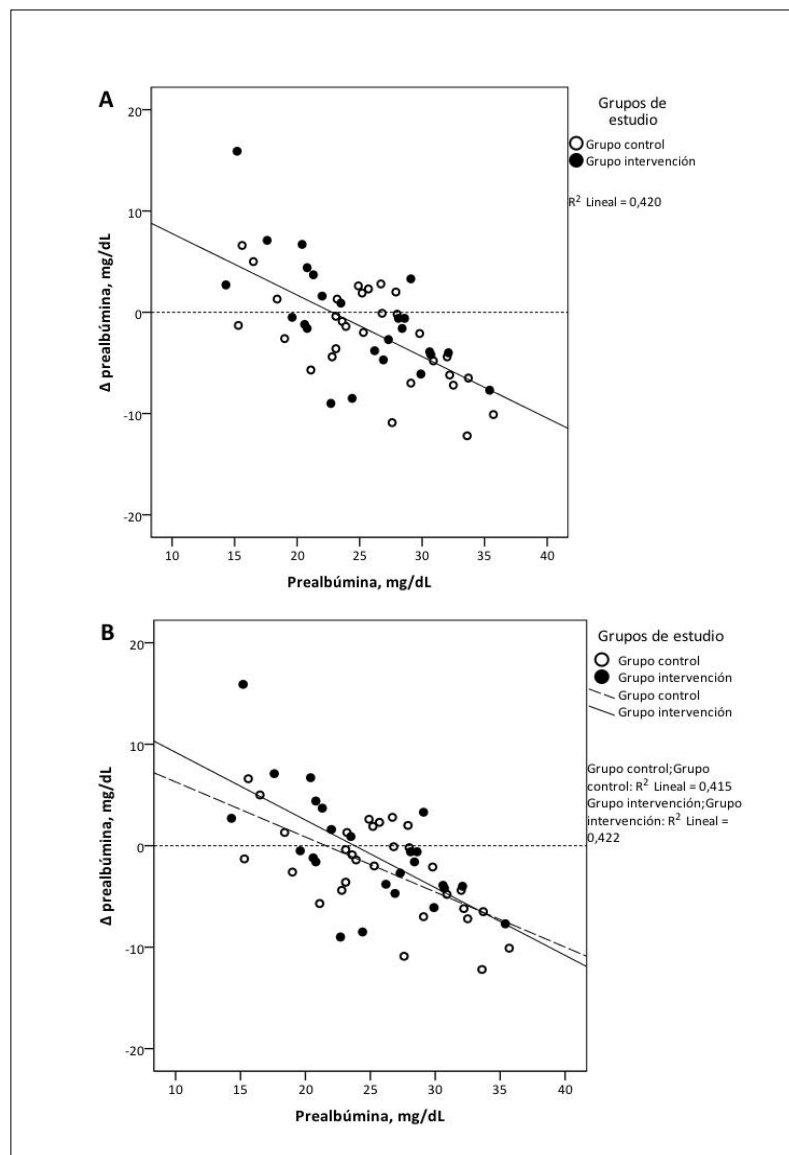 A
Grupos de
estudio
Grupo control
Grupo intervención
R² Lineal = 0,420
20
10
0
-10
-20
Δ prealbúmina, mg/dL
10 15 20 25 30 35 40
Prealbúmina, mg/dL
B
Grupos de estudio
Grupo control
Grupo intervención
Grupo control
Grupo intervención
Grupo control;Grupo
control: R² Lineal = 0,415
Grupo intervención;Grupo
intervención: R² Lineal =
0,422
20
10
0
-10
-20
Δ prealbúmina, mg/dL
10 15 20 25 30 35 40
Prealbúmina, mg/dL